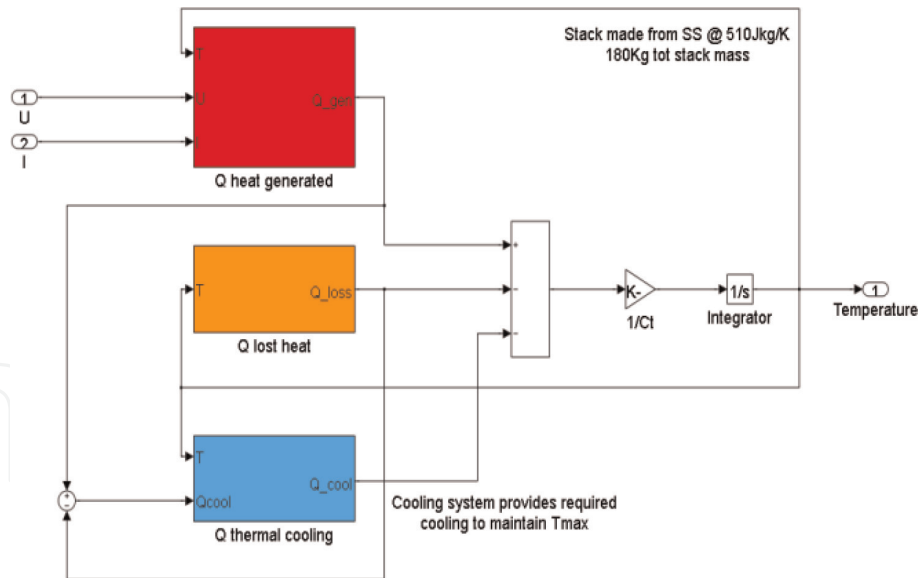 Stack made from SS @ 510Jkg/K
180Kg tot stack mass
T
1
U
U
Q_gen
2
I
Q heat generated
+
T
Q_loss
-
K-
1/s
1
1/Ct
Integrator
Temperature
-
Q lost heat
T
Q_cool
+
-
Qcool
Cooling system provides required
cooling to maintain Tmax
Q thermal cooling